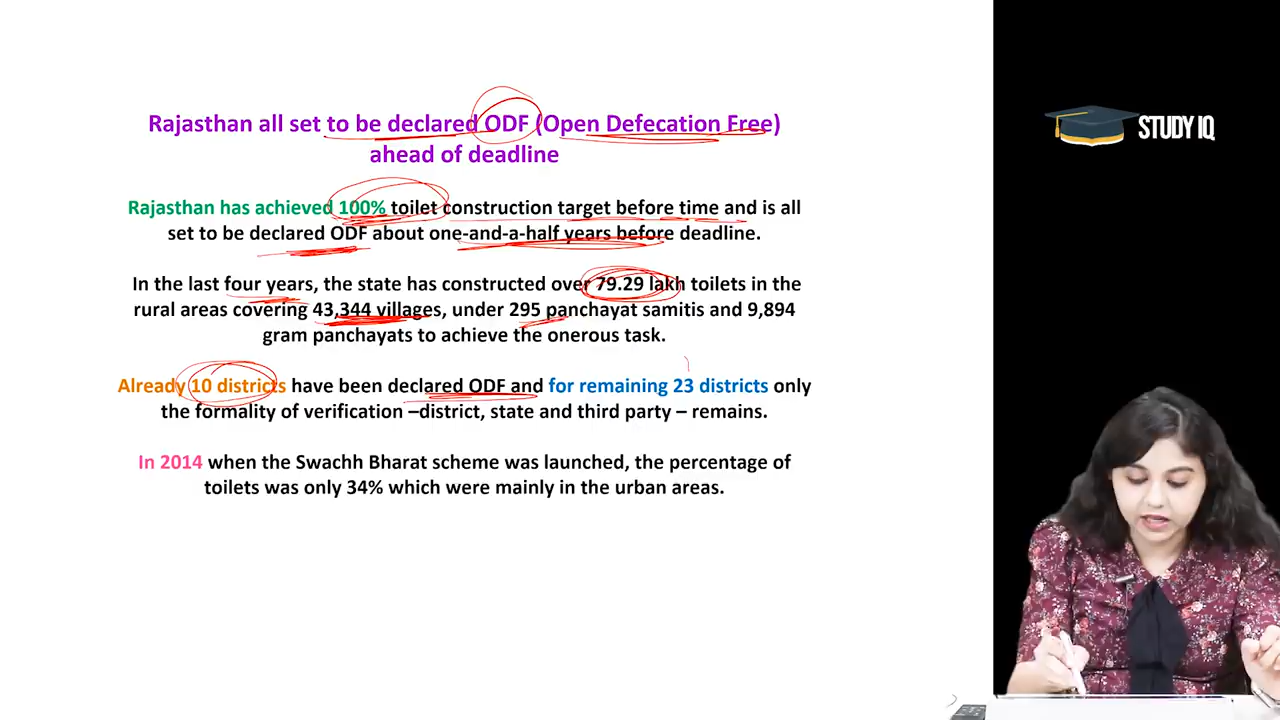 Rajasthan all set to be declared ODF (Open Defecation Free)
ahead of deadline
STUDY IQ
Rajasthan has achieved 100% toilet construction target before time and is all
set to be declared ODF about one-and-a-half years before deadline.
In the last four years, the state has constructed over 79.29 lakh toilets in the
rural areas covering 43,344 villages, under 295 panchayat samitis and 9,894
gram panchayats to achieve the onerous task.
Already 10 districts have been declared ODF and for remaining 23 districts only
the formality of verification –district, state and third party – remains.
In 2014 when the Swachh Bharat scheme was launched, the percentage of
toilets was only 34% which were mainly in the urban areas.